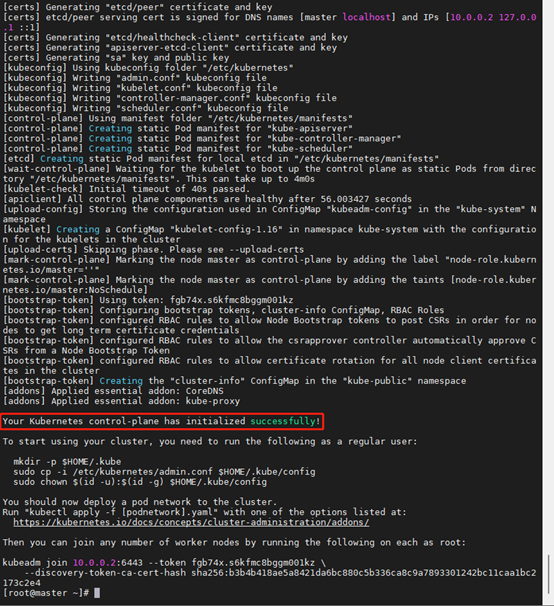 [certs] Generating "etcd/peer" certificate and key
[certs] etcd/peer serving cert is signed for DNS names [master localhost] and IPs [10.0.0.2 127.0.0
.1 ::1]
[certs] Generating "etcd/healthcheck-client" certificate and key
[certs] Generating "apiserver-etcd-client" certificate and key
[certs] Generating "sa" key and public key
[kubeconfig] Using kubeconfig folder "/etc/kubernetes"
[kubeconfig] Writing "admin.conf" kubeconfig file
[kubeconfig] Writing "kubelet.conf" kubeconfig file
[kubeconfig] Writing "controller-manager.conf" kubeconfig file
[kubeconfig] Writing "scheduler.conf" kubeconfig file
[control-plane] Using manifest folder "/etc/kubernetes/manifests"
[control-plane] Creating static Pod manifest for "kube-apiserver"
[control-plane] Creating static Pod manifest for "kube-controller-manager"
[control-plane] Creating static Pod manifest for "kube-scheduler"
[etcd] Creating static Pod manifest for local etcd in "/etc/kubernetes/manifests"
[wait-control-plane] Waiting for the kubelet to boot up the control plane as static Pods from direc
tory "/etc/kubernetes/manifests". This can take up to 4m0s
[kubelet-check] Initial timeout of 40s passed.
[apiclient] All control plane components are healthy after 56.003427 seconds
[upload-config] Storing the configuration used in ConfigMap "kubeadm-config" in the "kube-system" N
amespace
[kubelet] Creating a ConfigMap "kubelet-config-1.16" in namespace kube-system with the configuratio
n for the kubelets in the cluster
[upload-certs] Skipping phase. Please see --upload-certs
[mark-control-plane] Marking the node master as control-plane by adding the label "node-role.kubern
etes.io/master=''"
[mark-control-plane] Marking the node master as control-plane by adding the taints [node-role.kuber
netes.io/master:NoSchedule]
[bootstrap-token] Using token: fgb74x.s6kfmc8bggm001kz
[bootstrap-token] Configuring bootstrap tokens, cluster-info ConfigMap, RBAC Roles
[bootstrap-token] configured RBAC rules to allow Node Bootstrap tokens to post CSRs in order for no
des to get long term certificate credentials
[bootstrap-token] configured RBAC rules to allow the csrapprover controller automatically approve C
SRs from a Node Bootstrap Token
[bootstrap-token] configured RBAC rules to allow certificate rotation for all node client certifica
tes in the cluster
[bootstrap-token] Creating the "cluster-info" ConfigMap in the "kube-public" namespace
[addons] Applied essential addon: CoreDNS
[addons] Applied essential addon: kube-proxy
Your Kubernetes control-plane has initialized successfully!
To start using your cluster, you need to run the following as a regular user:
mkdir -p $HOME/.kube
sudo cp -i /etc/kubernetes/admin.conf $HOME/.kube/config
sudo chown $(id -u):$(id -g) $HOME/.kube/config
You should now deploy a pod network to the cluster.
Run "kubectl apply -f [podnetwork].yaml" with one of the options listed at:
https://kubernetes.io/docs/concepts/cluster-administration/addons/
Then you can join any number of worker nodes by running the following on each as root:
kubeadm join 10.0.0.2:6443 --token fgb74x.s6kfmc8bggm001kz \
--discovery-token-ca-cert-hash sha256:b3b4b418ae5a8421da6bc880c5b336ca8c9a7893301242bc11caa1bc2
173c2e4
[root@master ~]#